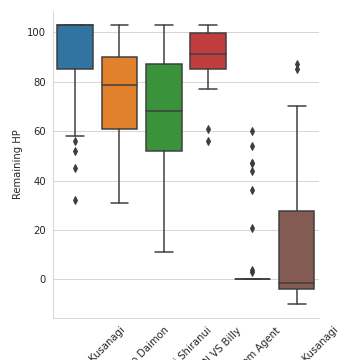 100
80
60
40
20
0
Remaining HP
Kusanagi
Daimon
Shiranui
VS Billy
Agent
Kusanagi